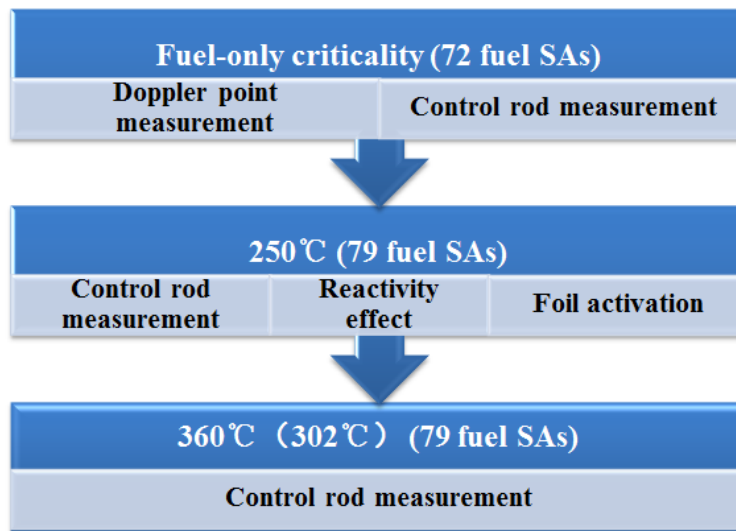 Fuel-only criticality (72 fuel SAs)
Doppler point
measurement
Control rod measurement
250℃ (79 fuel SAs)
Control rod
measurement
Reactivity
effect
Foil activation
360℃（302℃）(79 fuel SAs)
Control rod measurement